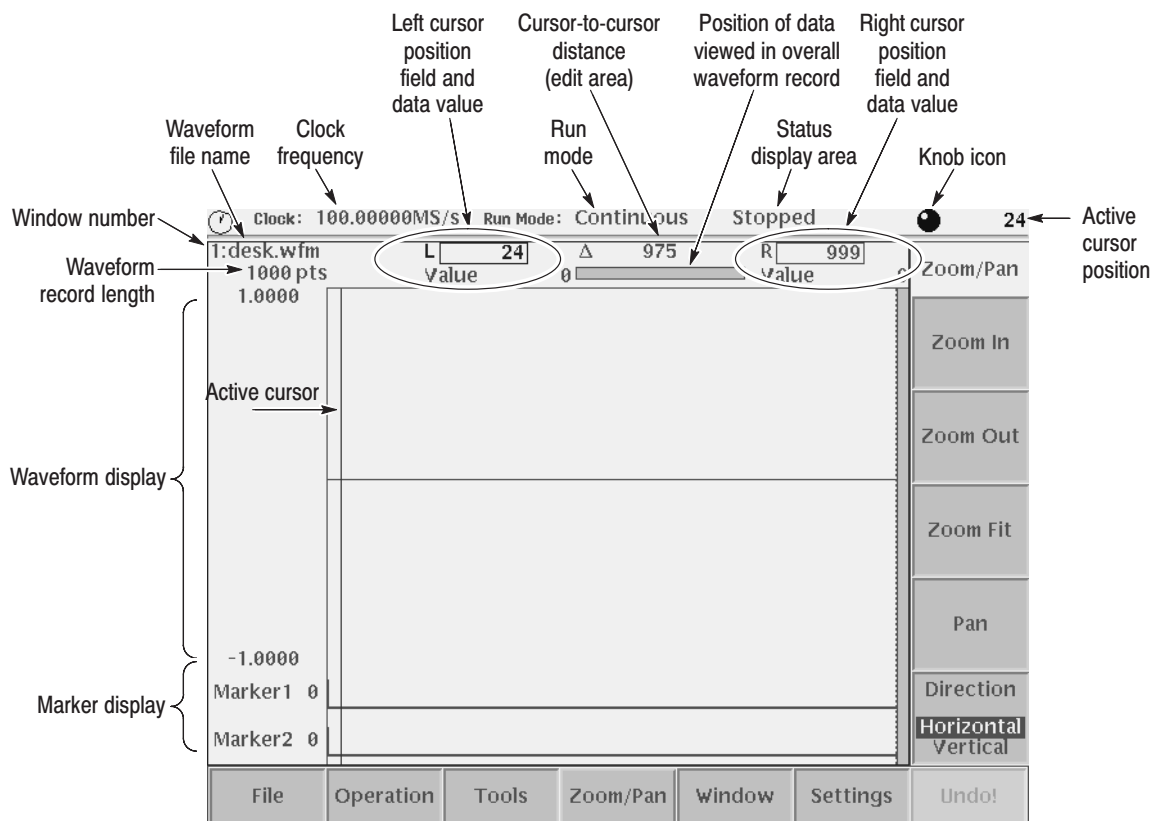 Left cursor
position
field and
data value
Cursor-to-cursor
distance
(edit area)
Position of data
viewed in overall
waveform record
Right cursor
position
field and
data value
Waveform
file name
Clock
frequency
Run
mode
Status
display area
Knob icon
Window number
Clock: 100.00000MS/s Run Mode: Continuous Stopped 24
Active
cursor
position
1:desk.wfm L 24 Δ 975 R 999
Waveform
record length
1000 pts Value 0 Value 0
Zoom/Pan
1.0000
Zoom In
Active cursor
Zoom Out
Waveform display
Zoom Fit
Pan
-1.0000
Marker display
Marker1 0
Direction
Horizontal
Vertical
Marker2 0
File Operation Tools Zoom/Pan Window Settings Undo!